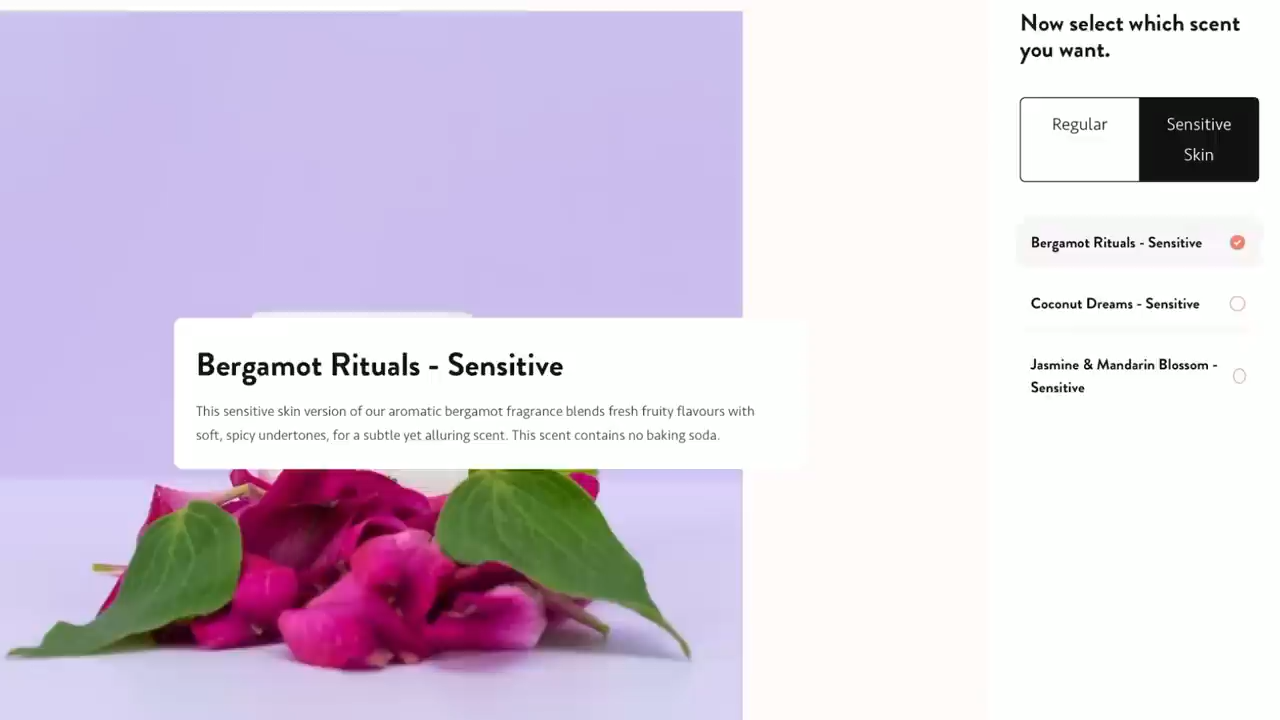 Now select which scent
you want.
Regular
Sensitive
Skin
Bergamot Rituals - Sensitive
Coconut Dreams - Sensitive
Jasmine & Mandarin Blossom -
Sensitive
Bergamot Rituals - Sensitive
This sensitive skin version of our aromatic bergamot fragrance blends fresh fruity flavours with
soft, spicy undertones, for a subtle yet alluring scent. This scent contains no baking soda.